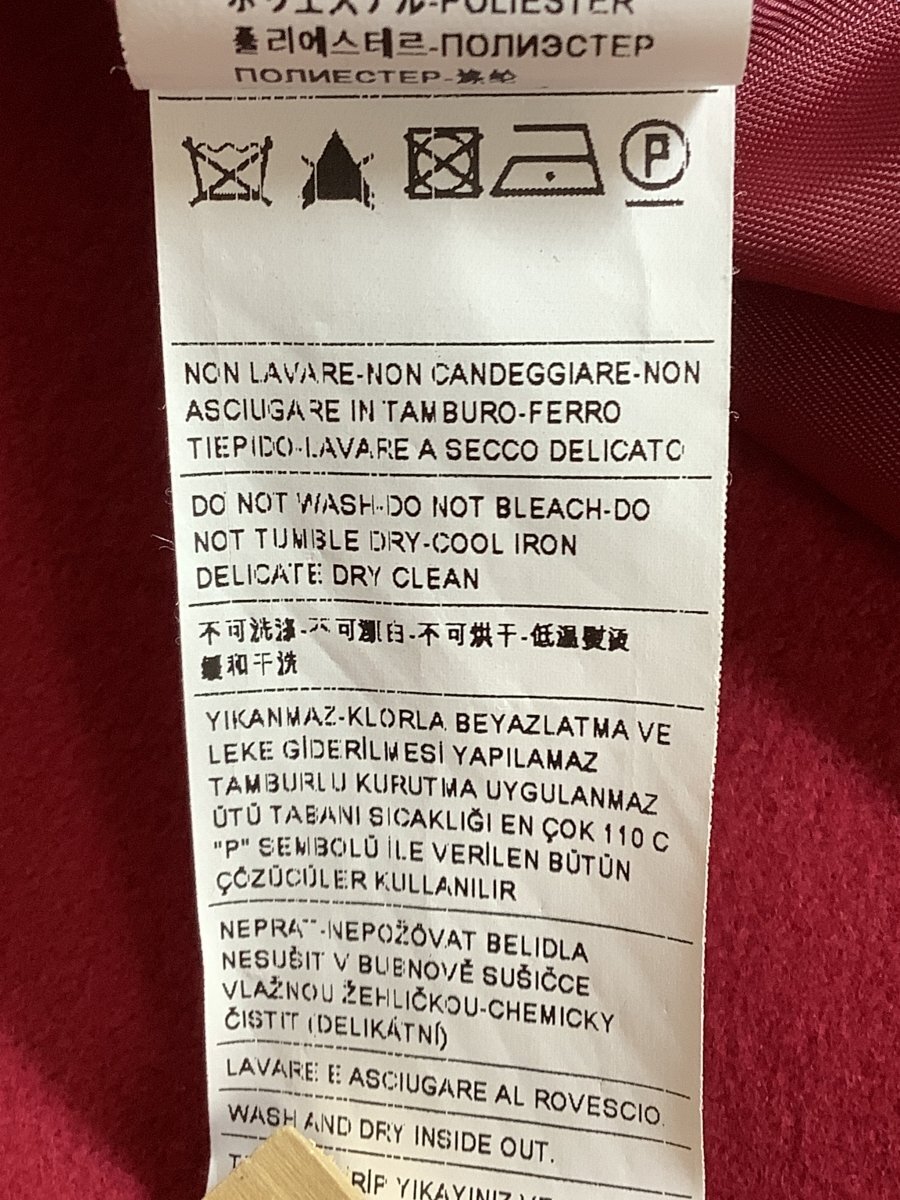 ポリエステル-POLIESTER
폴리에스테르-ПОЛИЭСТЕР
ПОЛИЕСТЕР-涤纶
P
NON LAVARE-NON CANDEGGIARE-NON
ASCIUGARE IN TAMBURO-FERRO
TIEPIDO-LAVARE A SECCO DELICATO
DO NOT WASH-DO NOT BLEACH-DO
NOT TUMBLE DRY-COOL IRON
DELICATE DRY CLEAN
不可洗涤-不可漂白-不可烘干-低温熨烫
缓和干洗
YIKANMAZ-KLORLA BEYAZLATMA VE
LEKE GİDERİLMESİ YAPILAMAZ
TAMBURLU KURUTMA UYGULANMAZ
ÜTÜ TABANI SICAKLIĞI EN ÇOK 110 C
"P" SEMBOLÜ İLE VERİLEN BÜTÜN
ÇÖZÜCÜLER KULLANILIR
NEPRAT-NEPOŽÓVAT BELIDLA
NESUŠIT V BUBNOVÉ SUŠIČCE
VLAŽNOU ŽEHLIČKOU-CHEMICKY
ČISTIT (DELIKÁTNÍ)
LAVARE E ASCIUGARE AL ROVESCIO.
WASH AND DRY INSIDE OUT.
YIKAYINIZ VE